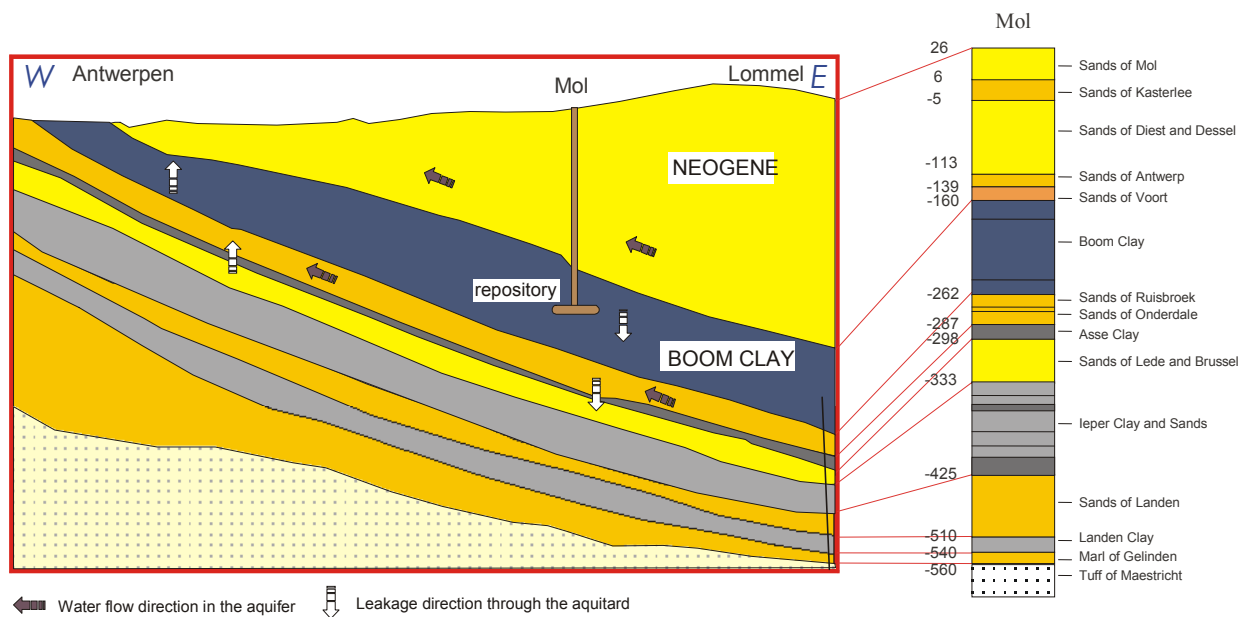 W
Antwerpen
Mol
Lommel
E
NEOGENE
repository
BOOM CLAY
Water flow direction in the aquifer
Leakage direction through the aquitard
Mol
26
6
-5
-113
-139
-160
-262
-287
-298
-333
-425
-510
-540
-560
Sands of Mol
Sands of Kasterlee
Sands of Diest and Dessel
Sands of Antwerp
Sands of Voort
Boom Clay
Sands of Ruisbroek
Sands of Onderdale
Asse Clay
Sands of Lede and Brussel
Ieper Clay and Sands
Sands of Landen
Landen Clay
Marl of Gelinden
Tuff of Maestricht